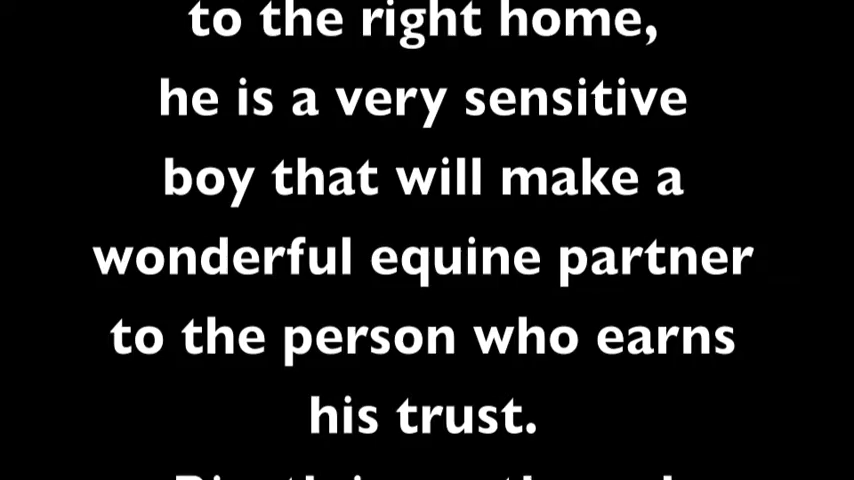 to the right home,
he is a very sensitive
boy that will make a
wonderful equine partner
to the person who earns
his trust.